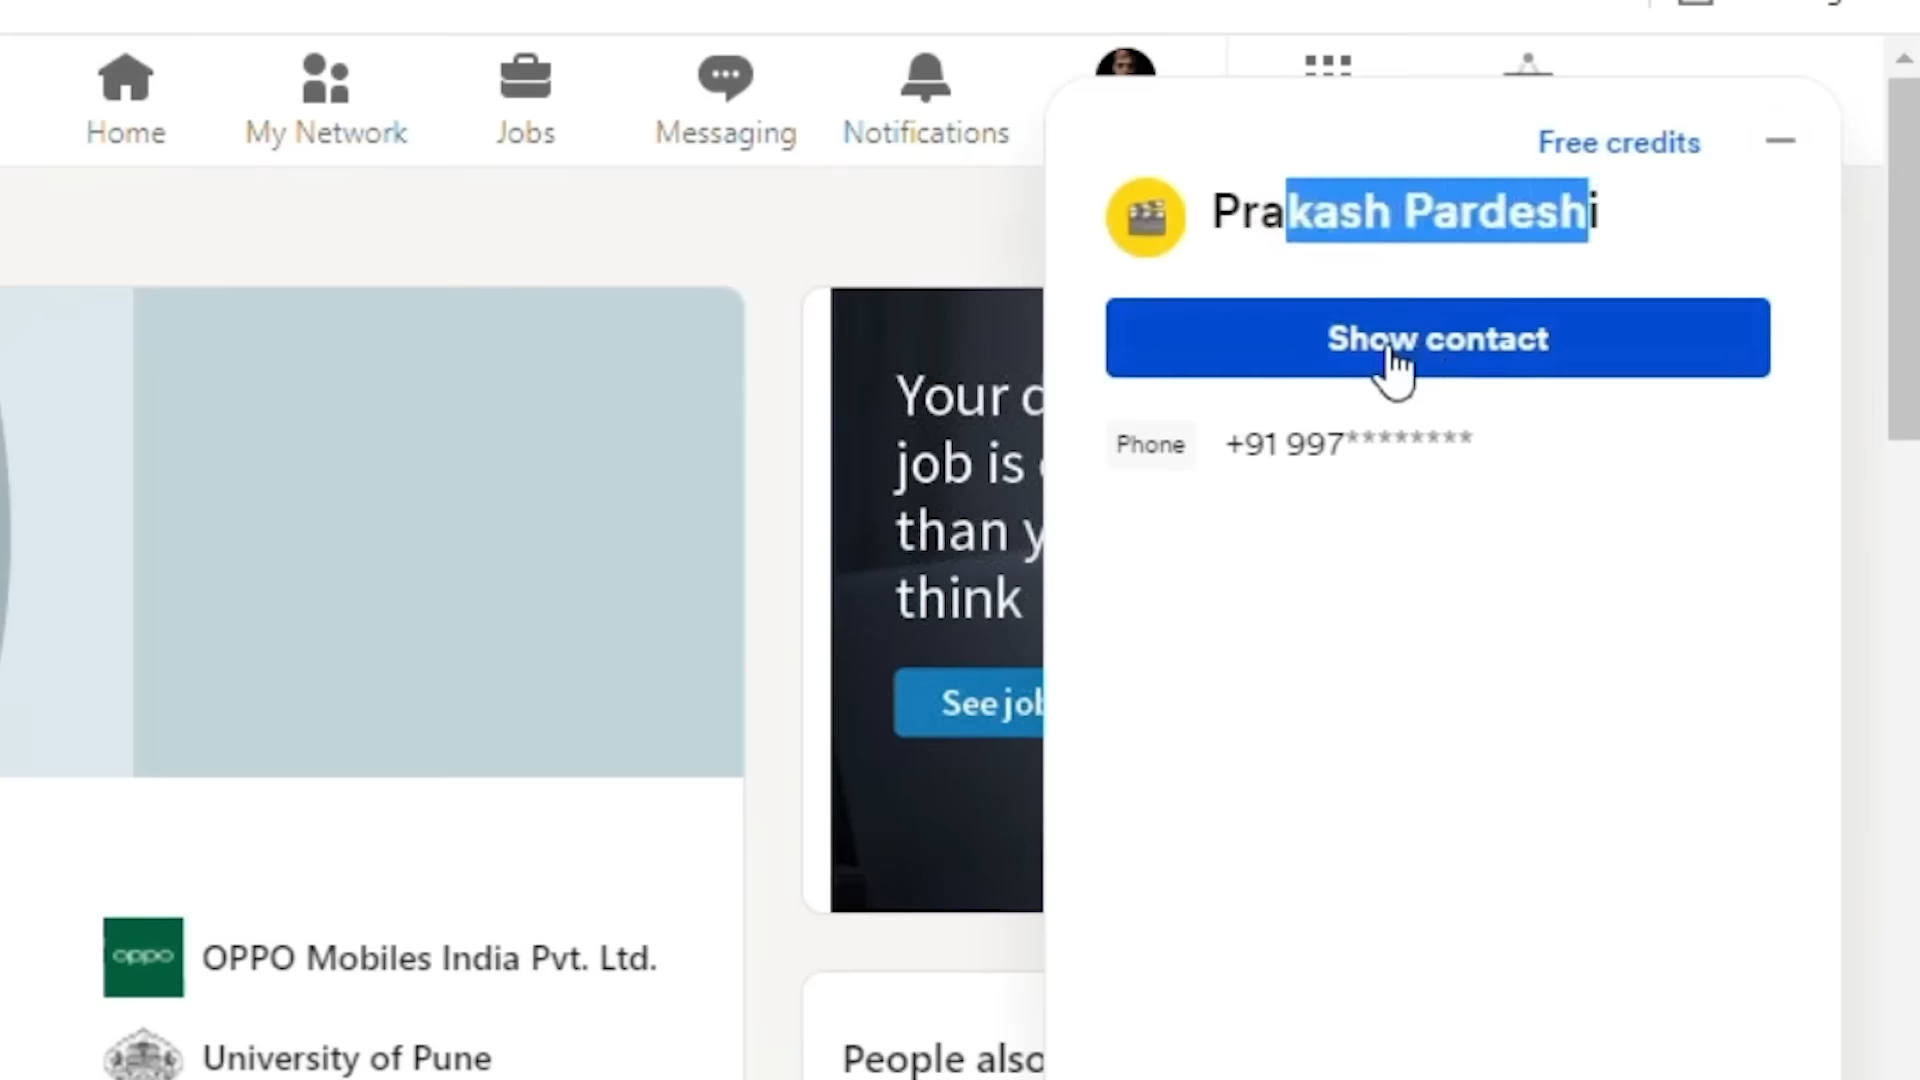 Home
My Network
Jobs
Messaging
Notifications
Free credits
Prakash Pardeshi
Show contact
Phone
+91 997********
Your
job is
than
think
See
oppo
OPPO Mobiles India Pvt. Ltd.
University of Pune
People also